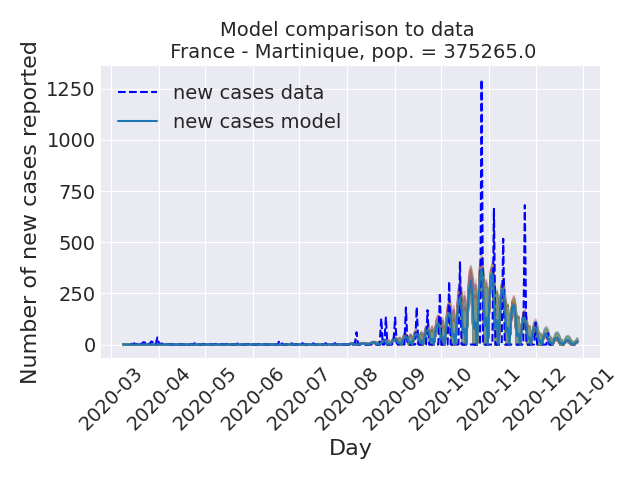 Model comparison to data
France - Martinique, pop. = 375265.0
Number of new cases reported
1250
1000
750
500
250
0
new cases data
new cases model
2020-03
2020-04
2020-05
2020-06
2020-07
2020-08
2020-09
2020-10
2020-11
2020-12
2021-01
Day